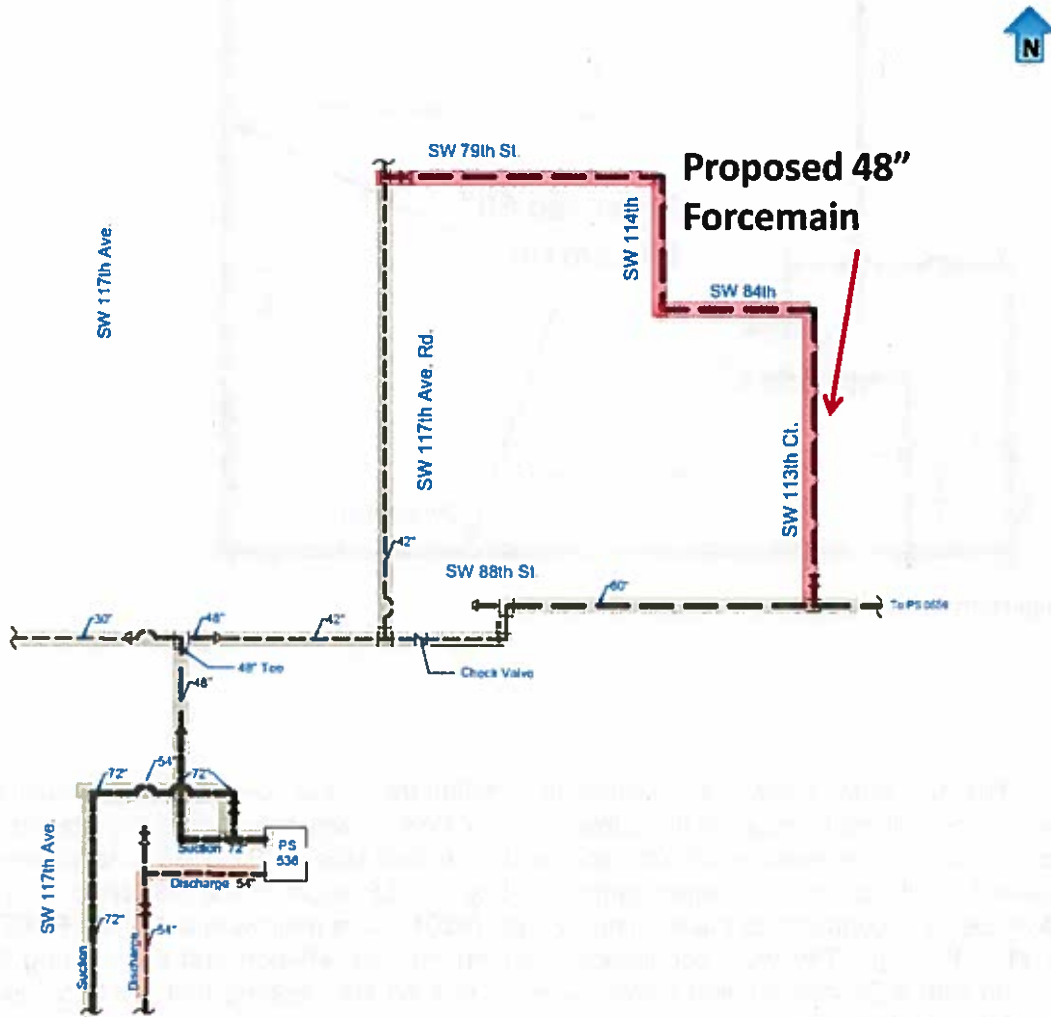 N
SW 79th St.
Proposed 48”
Forcemain
SW 114th
SW 84th
SW 117th Ave.
SW 117th Ave. Rd.
SW 113th Ct.
42"
SW 88th St.
60"
30"
48"
42"
48" Tee
Check Valve
48"
72"
54"
72"
Suction 72"
PS
536
Discharge 54"
SW 117th Ave.
72"
54"
Suction
Discharge